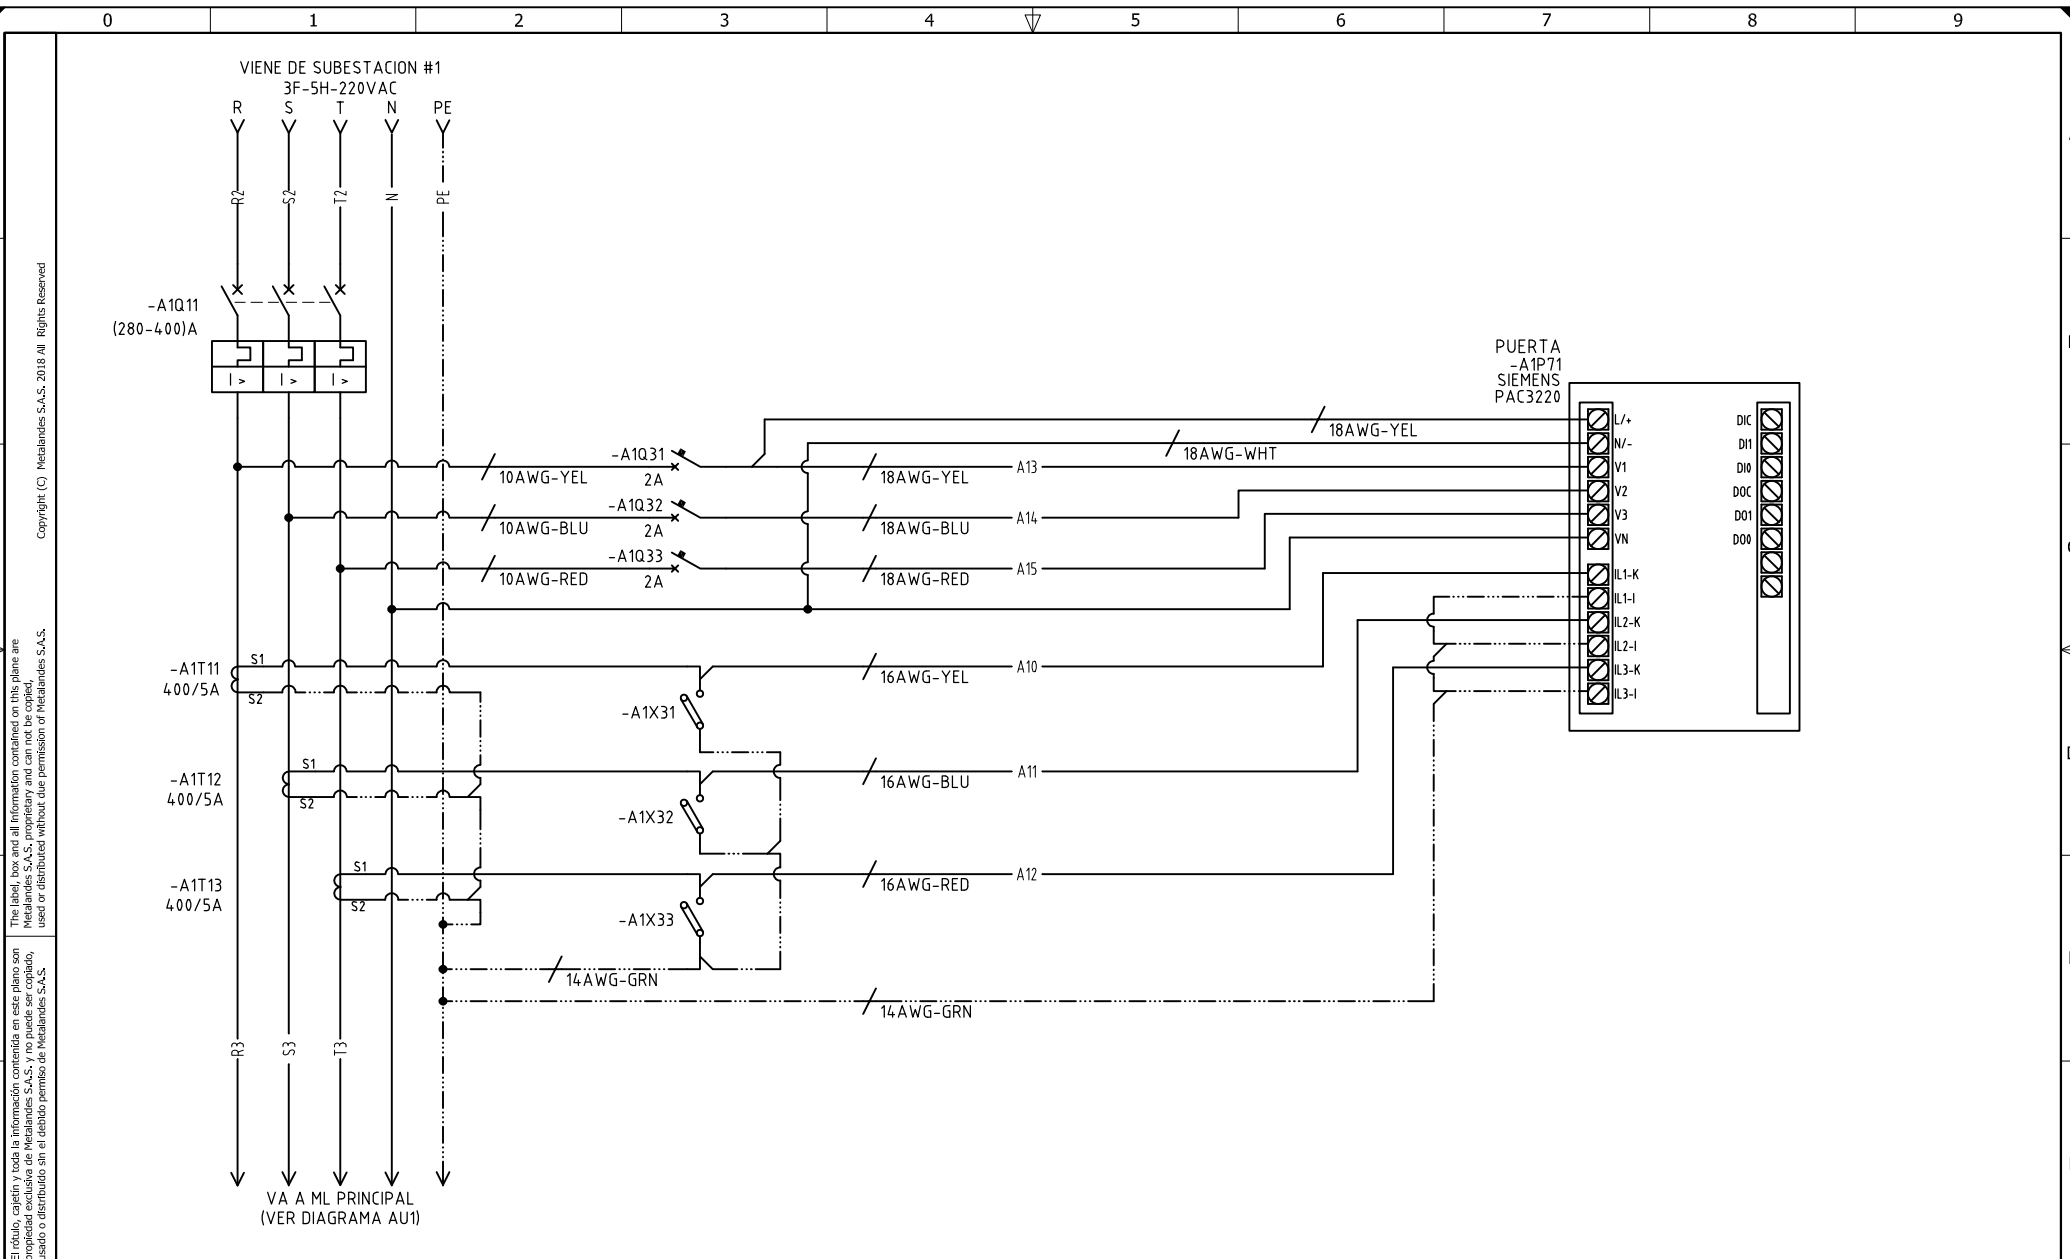 0 1 2 3 4 5 6 7 8 9
VIENE DE SUBESTACION #1
3F-5H-220VAC
R S T N PE
R2 S2 T2 N PE
-A1Q11
(280-400)A
I > I > I >
PUERTA
-A1P71
SIEMENS
PAC3220
L/+
N/-
V1
V2
V3
VN
IL1-K
IL1-I
IL2-K
IL2-I
IL3-K
IL3-I
DIC
DI1
DI0
DOC
DO1
DO0
18AWG-YEL
18AWG-WHT
10AWG-YEL
-A1Q31
2A
18AWG-YEL
A13
10AWG-BLU
-A1Q32
2A
18AWG-BLU
A14
10AWG-RED
-A1Q33
2A
18AWG-RED
A15
-A1T11
400/5A
S1
S2
-A1X31
16AWG-YEL
A10
-A1T12
400/5A
S1
S2
-A1X32
16AWG-BLU
A11
-A1T13
400/5A
S1
S2
-A1X33
16AWG-RED
A12
14AWG-GRN
14AWG-GRN
R3 S3 T3
VA A ML PRINCIPAL
(VER DIAGRAMA AU1)
Copyright (C) Metalandes S.A.S. 2018 All Rights Reserved
The label, box and all information contained on this plane are
Metalandes S.A.S. proprietary and can not be copied,
used or distributed without due permission of Metalandes S.A.S.
El rótulo, cajetín y toda la información contenida en este plano son
propiedad exclusiva de Metalandes S.A.S. y no puede ser copiado,
usado o distribuido sin el debido permiso de Metalandes S.A.S.